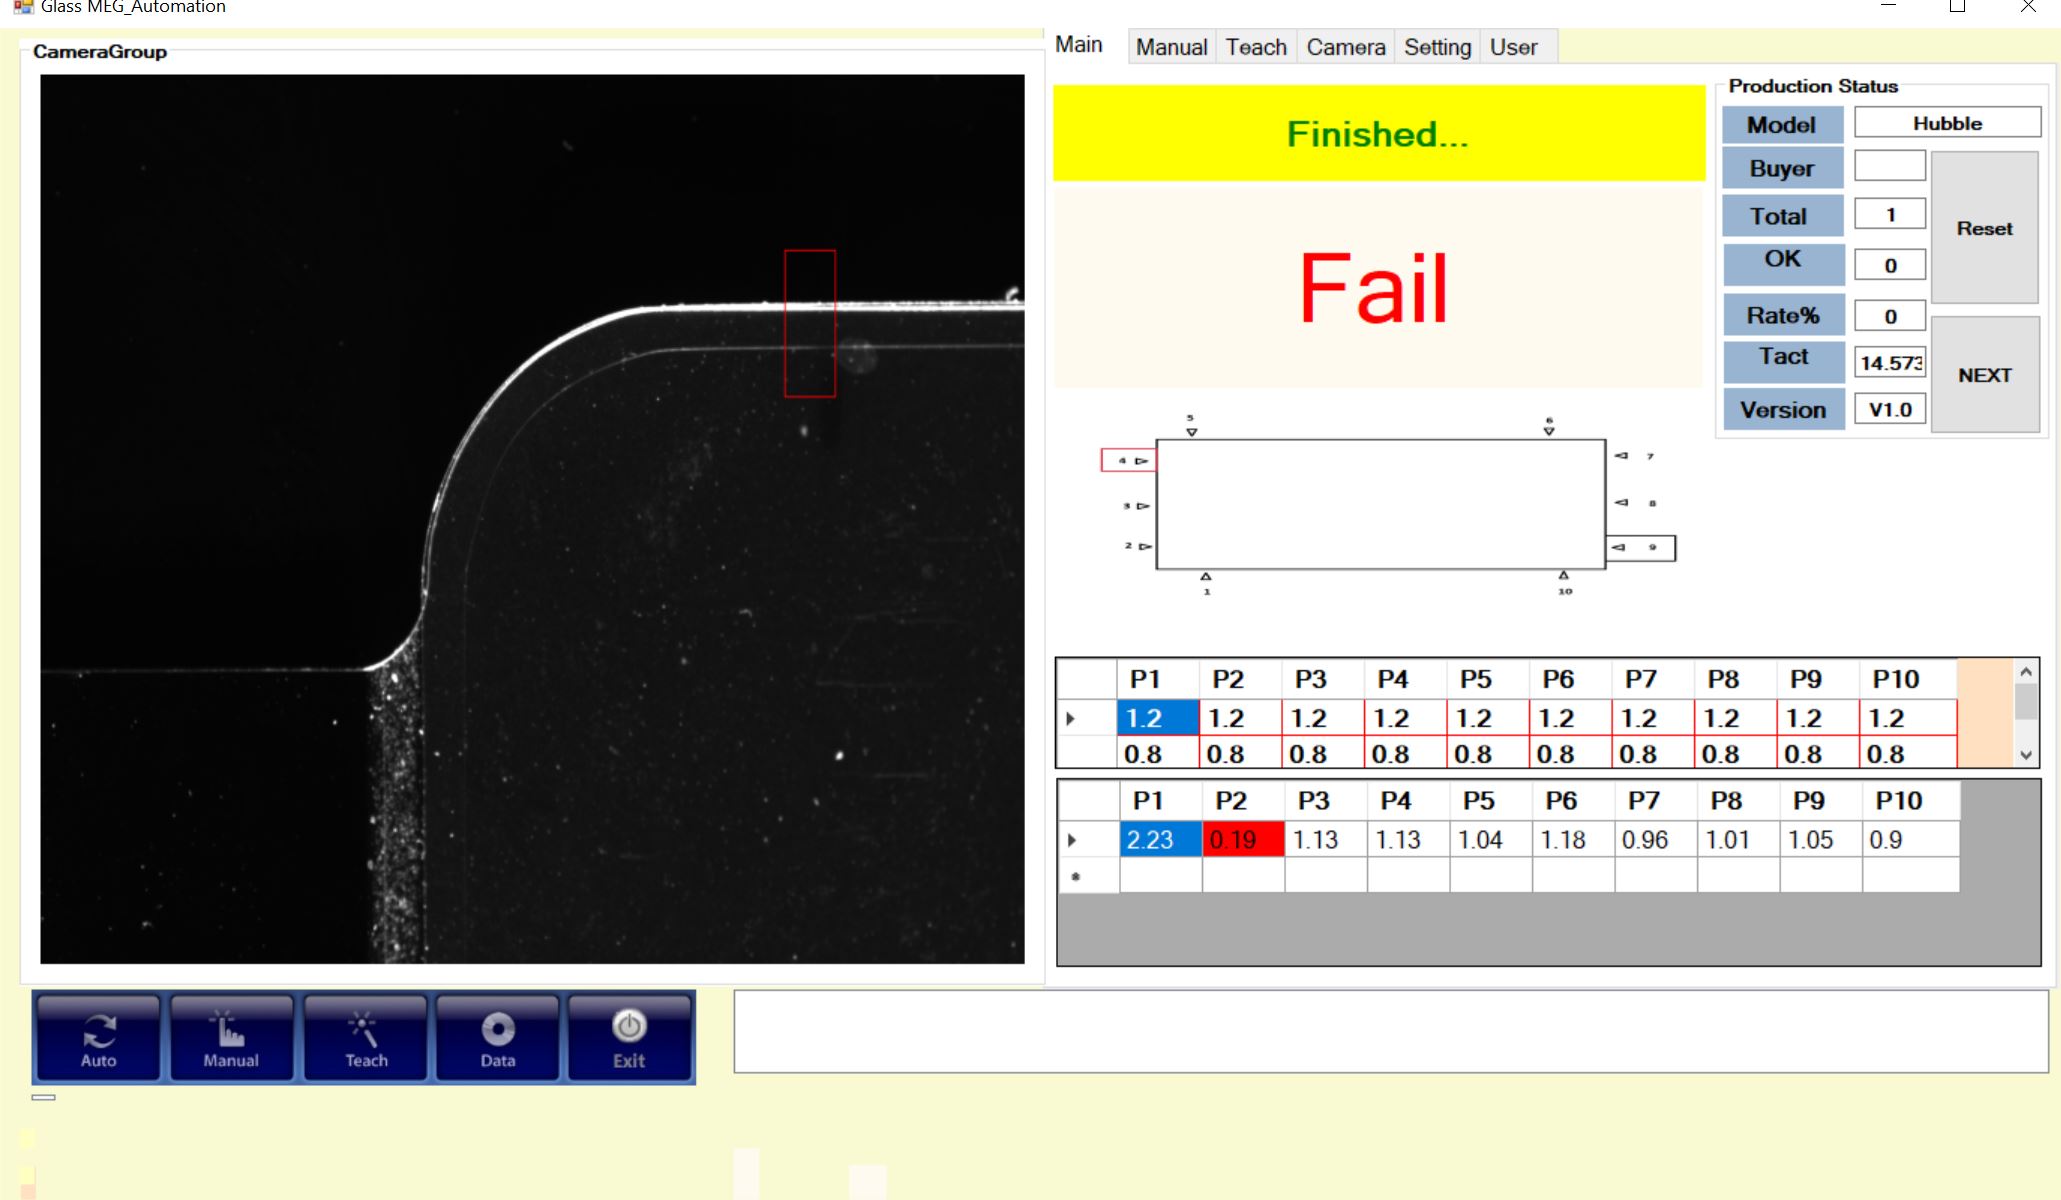 Glass MEG_Automation
CameraGroup
Main Manual Teach Camera Setting User
Finished...
Fail
Production Status
Model Hubble
Buyer
Total 1
OK 0
Rate% 0
Tact 14.573
Version V1.0
Reset
NEXT
5 6
4 7
3 8
2 9
1 10
P1 P2 P3 P4 P5 P6 P7 P8 P9 P10
1.2 1.2 1.2 1.2 1.2 1.2 1.2 1.2 1.2 1.2
0.8 0.8 0.8 0.8 0.8 0.8 0.8 0.8 0.8 0.8
P1 P2 P3 P4 P5 P6 P7 P8 P9 P10
2.23 0.19 1.13 1.13 1.04 1.18 0.96 1.01 1.05 0.9
Auto Manual Teach Data Exit